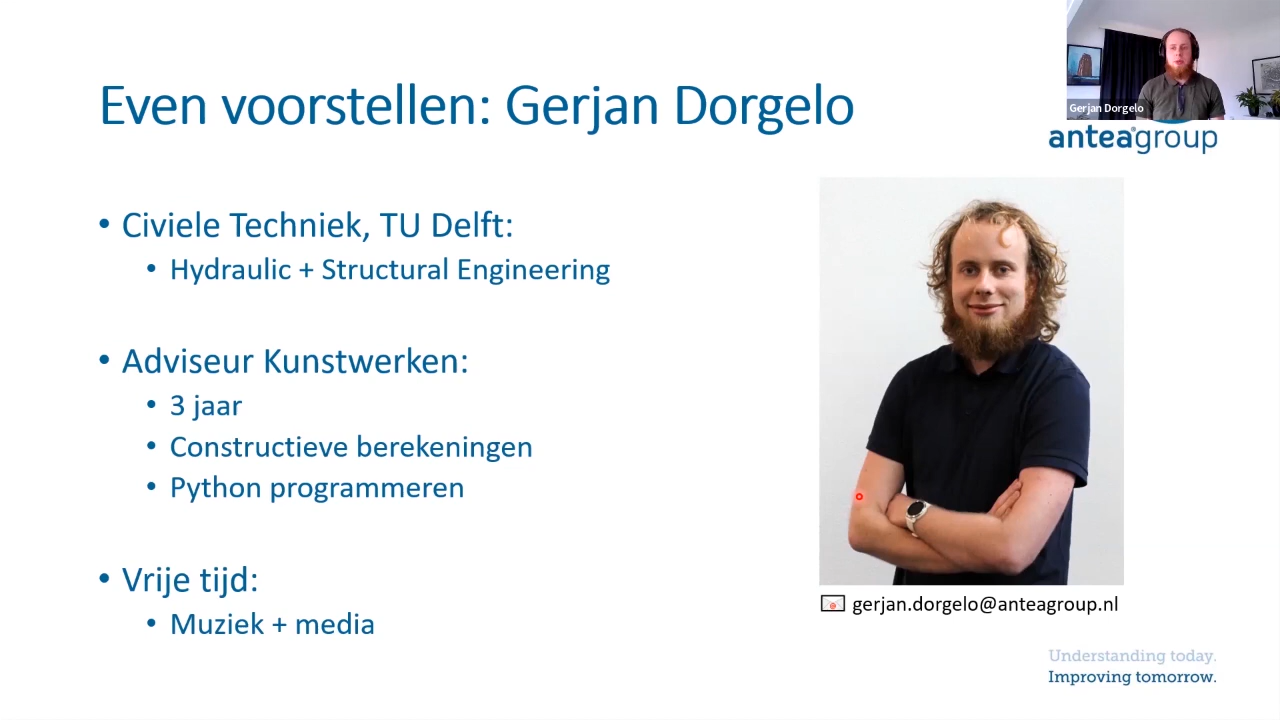 Even voorstellen: Gerjan Dorgelo
Gerjan Dorgelo
anteagroup
• Civiele Techniek, TU Delft:
• Hydraulic + Structural Engineering
• Adviseur Kunstwerken:
• 3 jaar
• Constructieve berekeningen
• Python programmeren
• Vrije tijd:
• Muziek + media
gerjan.dorgelo@anteagroup.nl
Understanding today.
Improving tomorrow.